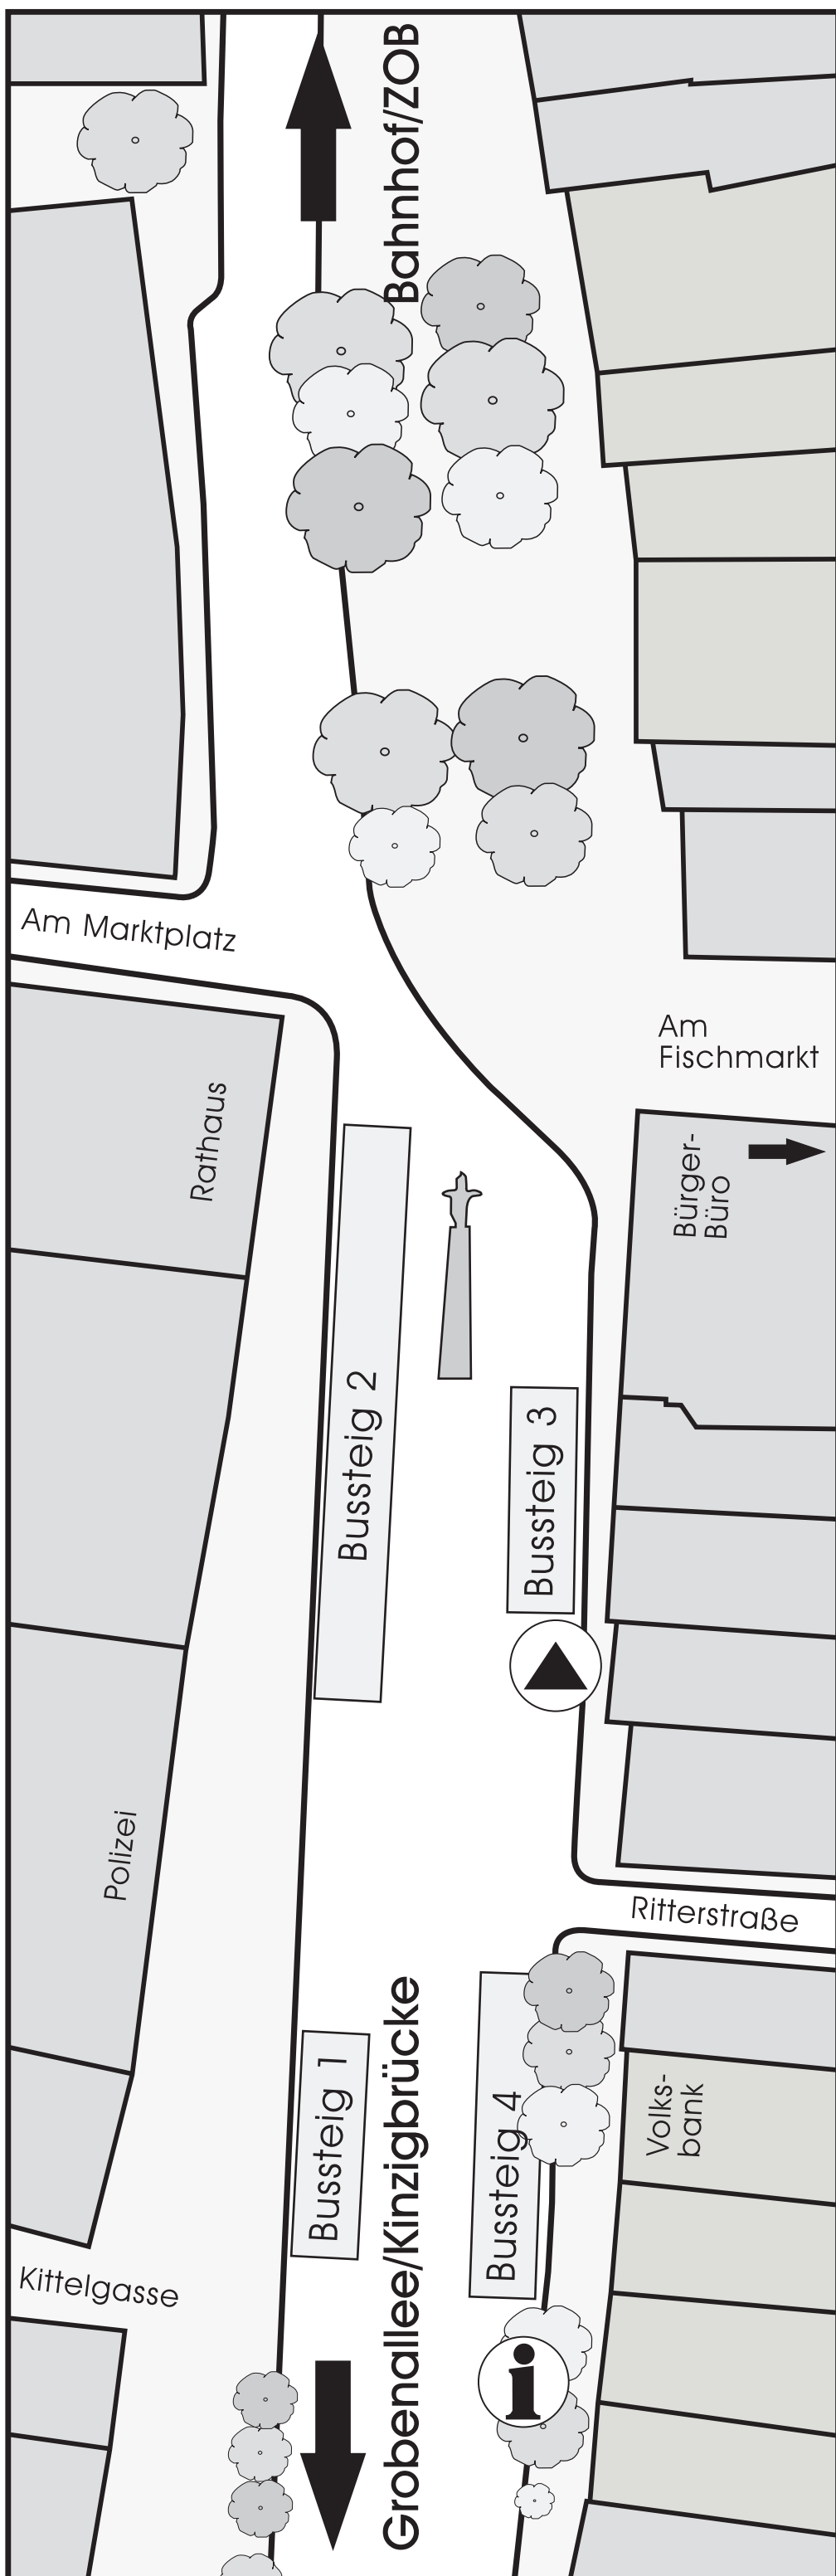 Bahnhof/ZOB
Am Marktplatz
Am
Fischmarkt
Rathaus
Bürger-
Büro
Bussteig 2
Bussteig 3
Polizei
Ritterstraße
Bussteig 1
Grobenallee/Kinzigbrücke
Bussteig 4
Volks-
bank
Kittelgasse
i